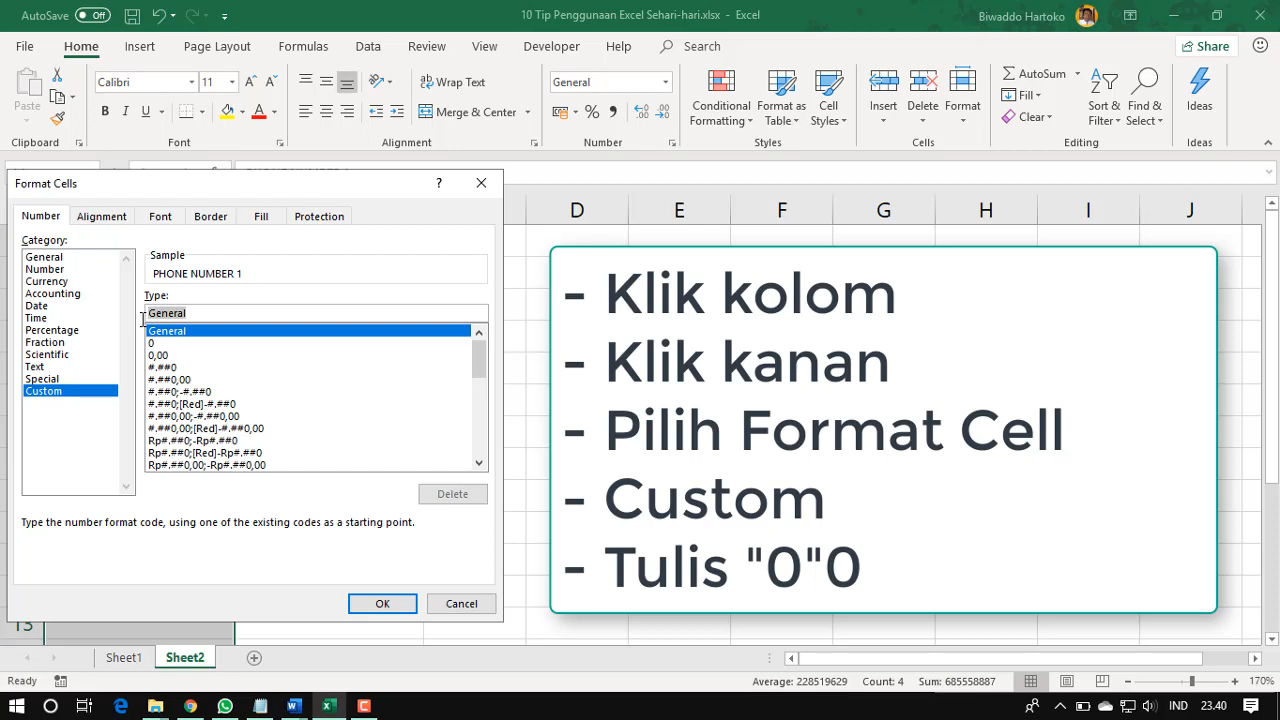 AutoSave Off
10 Tip Penggunaan Excel Sehari-hari.xlsx - Excel
Biwaddo Hartoko
File Home Insert Page Layout Formulas Data Review View Developer Help Search Share
Paste
Clipboard
Calibri 11
B I U
Font
Wrap Text
Merge & Center
Alignment
General
Number
Conditional Formatting
Format as Table
Cell Styles
Styles
Insert Delete Format
Cells
AutoSum
Fill
Clear
Sort & Filter
Find & Select
Editing
Ideas
Ideas
Format Cells ?
Number Alignment Font Border Fill Protection
Category:
General
Number
Currency
Accounting
Date
Time
Percentage
Fraction
Scientific
Text
Special
Custom
Sample
PHONE NUMBER 1
Type:
General
General
0
0,00
#.##0
#.##0,00
#.##0;-#.##0
#.##0;[Red]-#.##0
#.##0,00;-#.##0,00
#.##0,00;[Red]-#.##0,00
Rp#.##0;-Rp#.##0
Rp#.##0;[Red]-Rp#.##0
Rp#.##0,00;-Rp#.##0,00
Delete
Type the number format code, using one of the existing codes as a starting point.
OK Cancel
D E F G H I J
- Klik kolom
- Klik kanan
- Pilih Format Cell
- Custom
- Tulis "0"0
13
Sheet1 Sheet2
Ready
Average: 228519629 Count: 4 Sum: 685558887
170%
IND 23.40